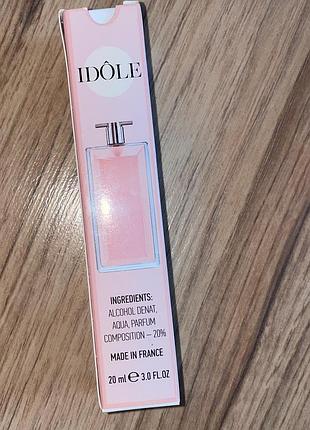 IDÔLE
INGREDIENTS:
ALCOHOL DENAT,
AQUA, PARFUM
COMPOSITION – 20%
MADE IN FRANCE
20 ml ℮ 3.0 FL.OZ